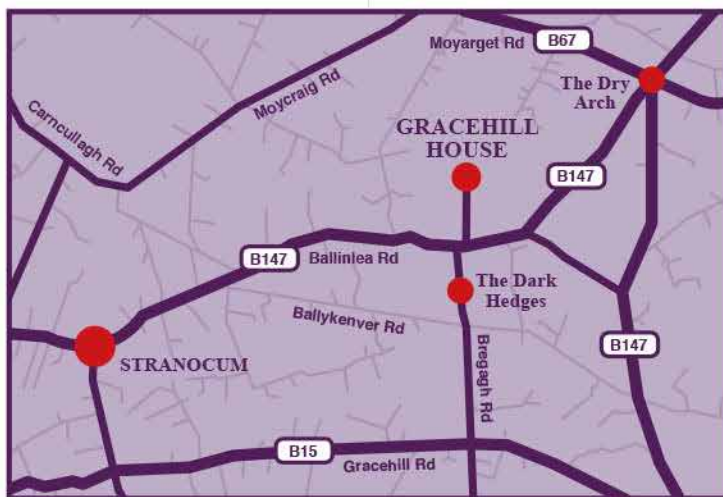 B67
Moyarget Rd
The Dry
Arch
Moycraig Rd
Carncullagh Rd
GRACEHILL
HOUSE
B147
B147
Ballinlea Rd
The Dark
Hedges
Ballykenver Rd
STRANOCUM
Bregagh Rd
B147
B15
Gracehill Rd